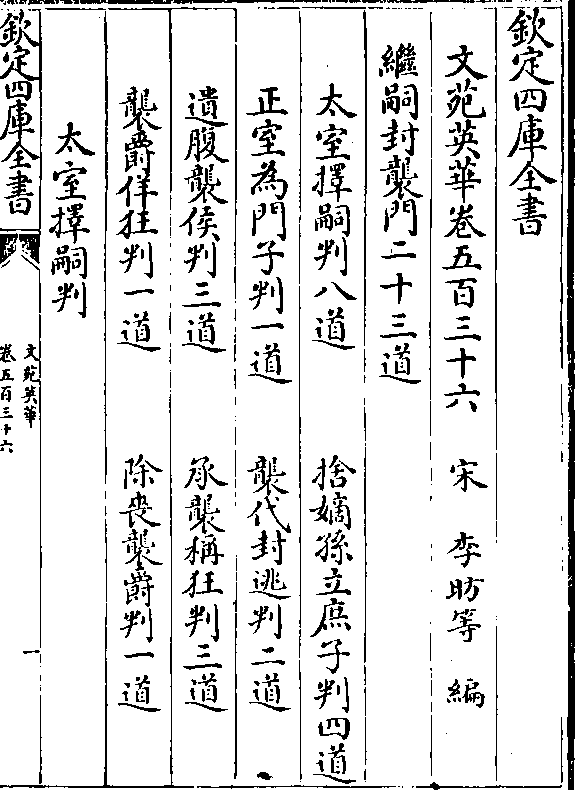 欽定四庫全書
文苑英華卷五百三十六　宋　李昉等　編
繼嗣封襲門二十三道
太室擇嗣判八道　捨嫡孫立庶子判四道
正室為門子判一道　襲代封逃判二道
遺腹襲侯判三道　承襲稱狂判三道
襲爵佯狂判一道　除喪襲爵判一道
太室擇嗣判
欽定四庫全書
文苑英華
卷五百三十六
一